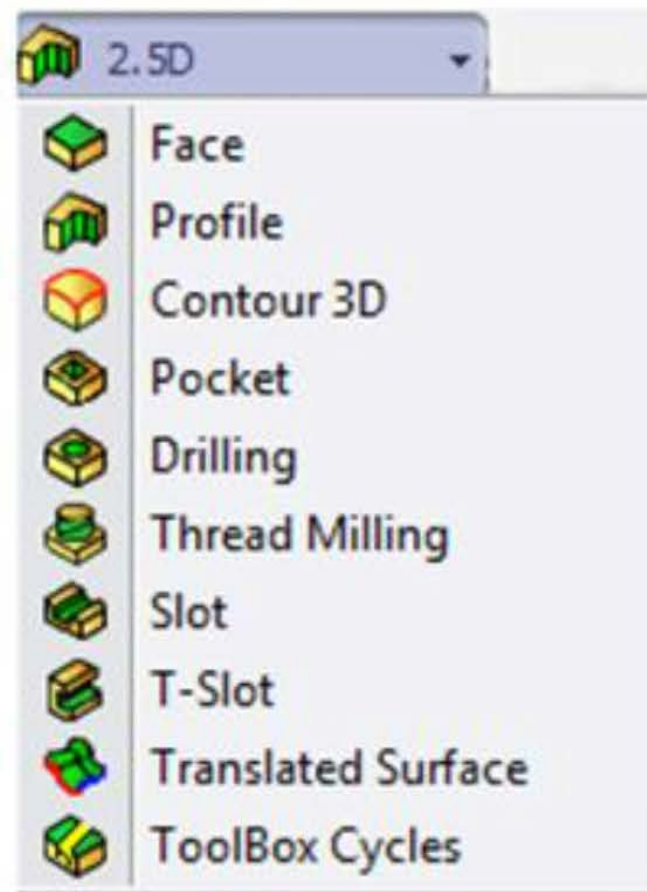 2.5D
Face
Profile
Contour 3D
Pocket
Drilling
Thread Milling
Slot
T-Slot
Translated Surface
ToolBox Cycles